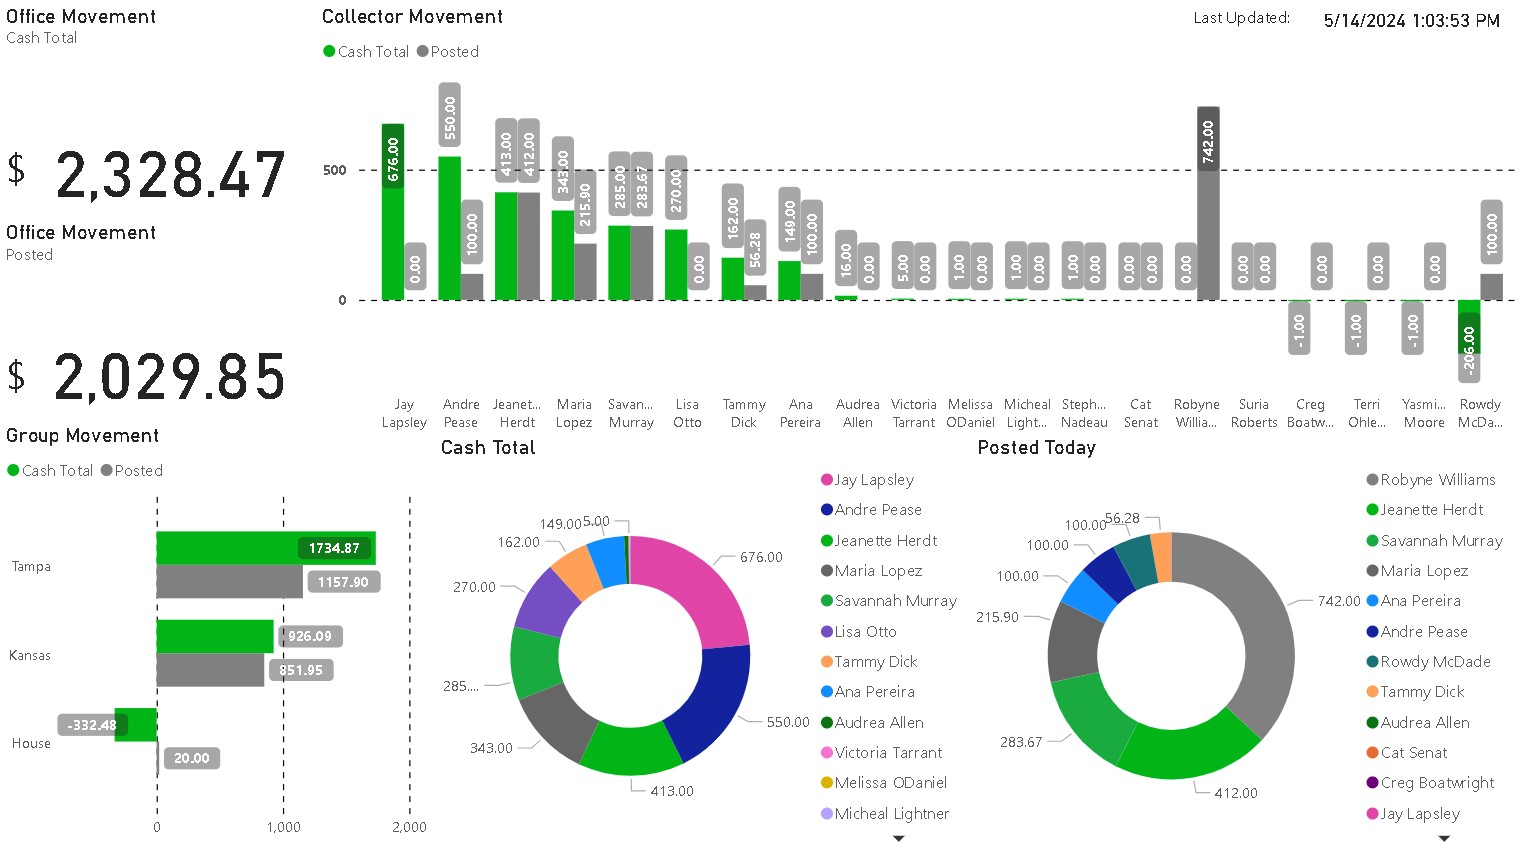 Office Movement
Cash Total
$ 2,328.47
Office Movement
Posted
$ 2,029.85
Collector Movement
Cash Total Posted
Last Updated: 5/14/2024 1:03:53 PM
500
0
676.00 0.00
550.00 100.00
413.00 412.00
343.00 215.90
285.00 283.67
270.00 0.00
162.00 56.28
149.00 100.00
16.00 0.00
5.00 0.00
1.00 0.00
1.00 0.00
1.00 0.00
0.00 0.00
0.00 742.00
0.00 0.00
-1.00 0.00
-1.00 0.00
-1.00 0.00
-206.00 100.00
Jay Lapsley
Andre Pease
Jeanet... Herdt
Maria Lopez
Savan... Murray
Lisa Otto
Tammy Dick
Ana Pereira
Audrea Allen
Victoria Tarrant
Melissa ODaniel
Micheal Light...
Steph... Nadeau
Cat Senat
Robyne Willia...
Suria Roberts
Creg Boatw...
Terri Ohle...
Yasmi... Moore
Rowdy McDa...
Group Movement
Cash Total Posted
Tampa
1734.87
1157.90
Kansas
926.09
851.95
House
-332.48
20.00
0 1,000 2,000
Cash Total
676.00
550.00
413.00
343.00
285....
270.00
162.00
149.00
5.00
Jay Lapsley
Andre Pease
Jeanette Herdt
Maria Lopez
Savannah Murray
Lisa Otto
Tammy Dick
Ana Pereira
Audrea Allen
Victoria Tarrant
Melissa ODaniel
Micheal Lightner
Posted Today
742.00
412.00
283.67
215.90
100.00
100.00
100.00
56.28
Robyne Williams
Jeanette Herdt
Savannah Murray
Maria Lopez
Ana Pereira
Andre Pease
Rowdy McDade
Tammy Dick
Audrea Allen
Cat Senat
Creg Boatwright
Jay Lapsley